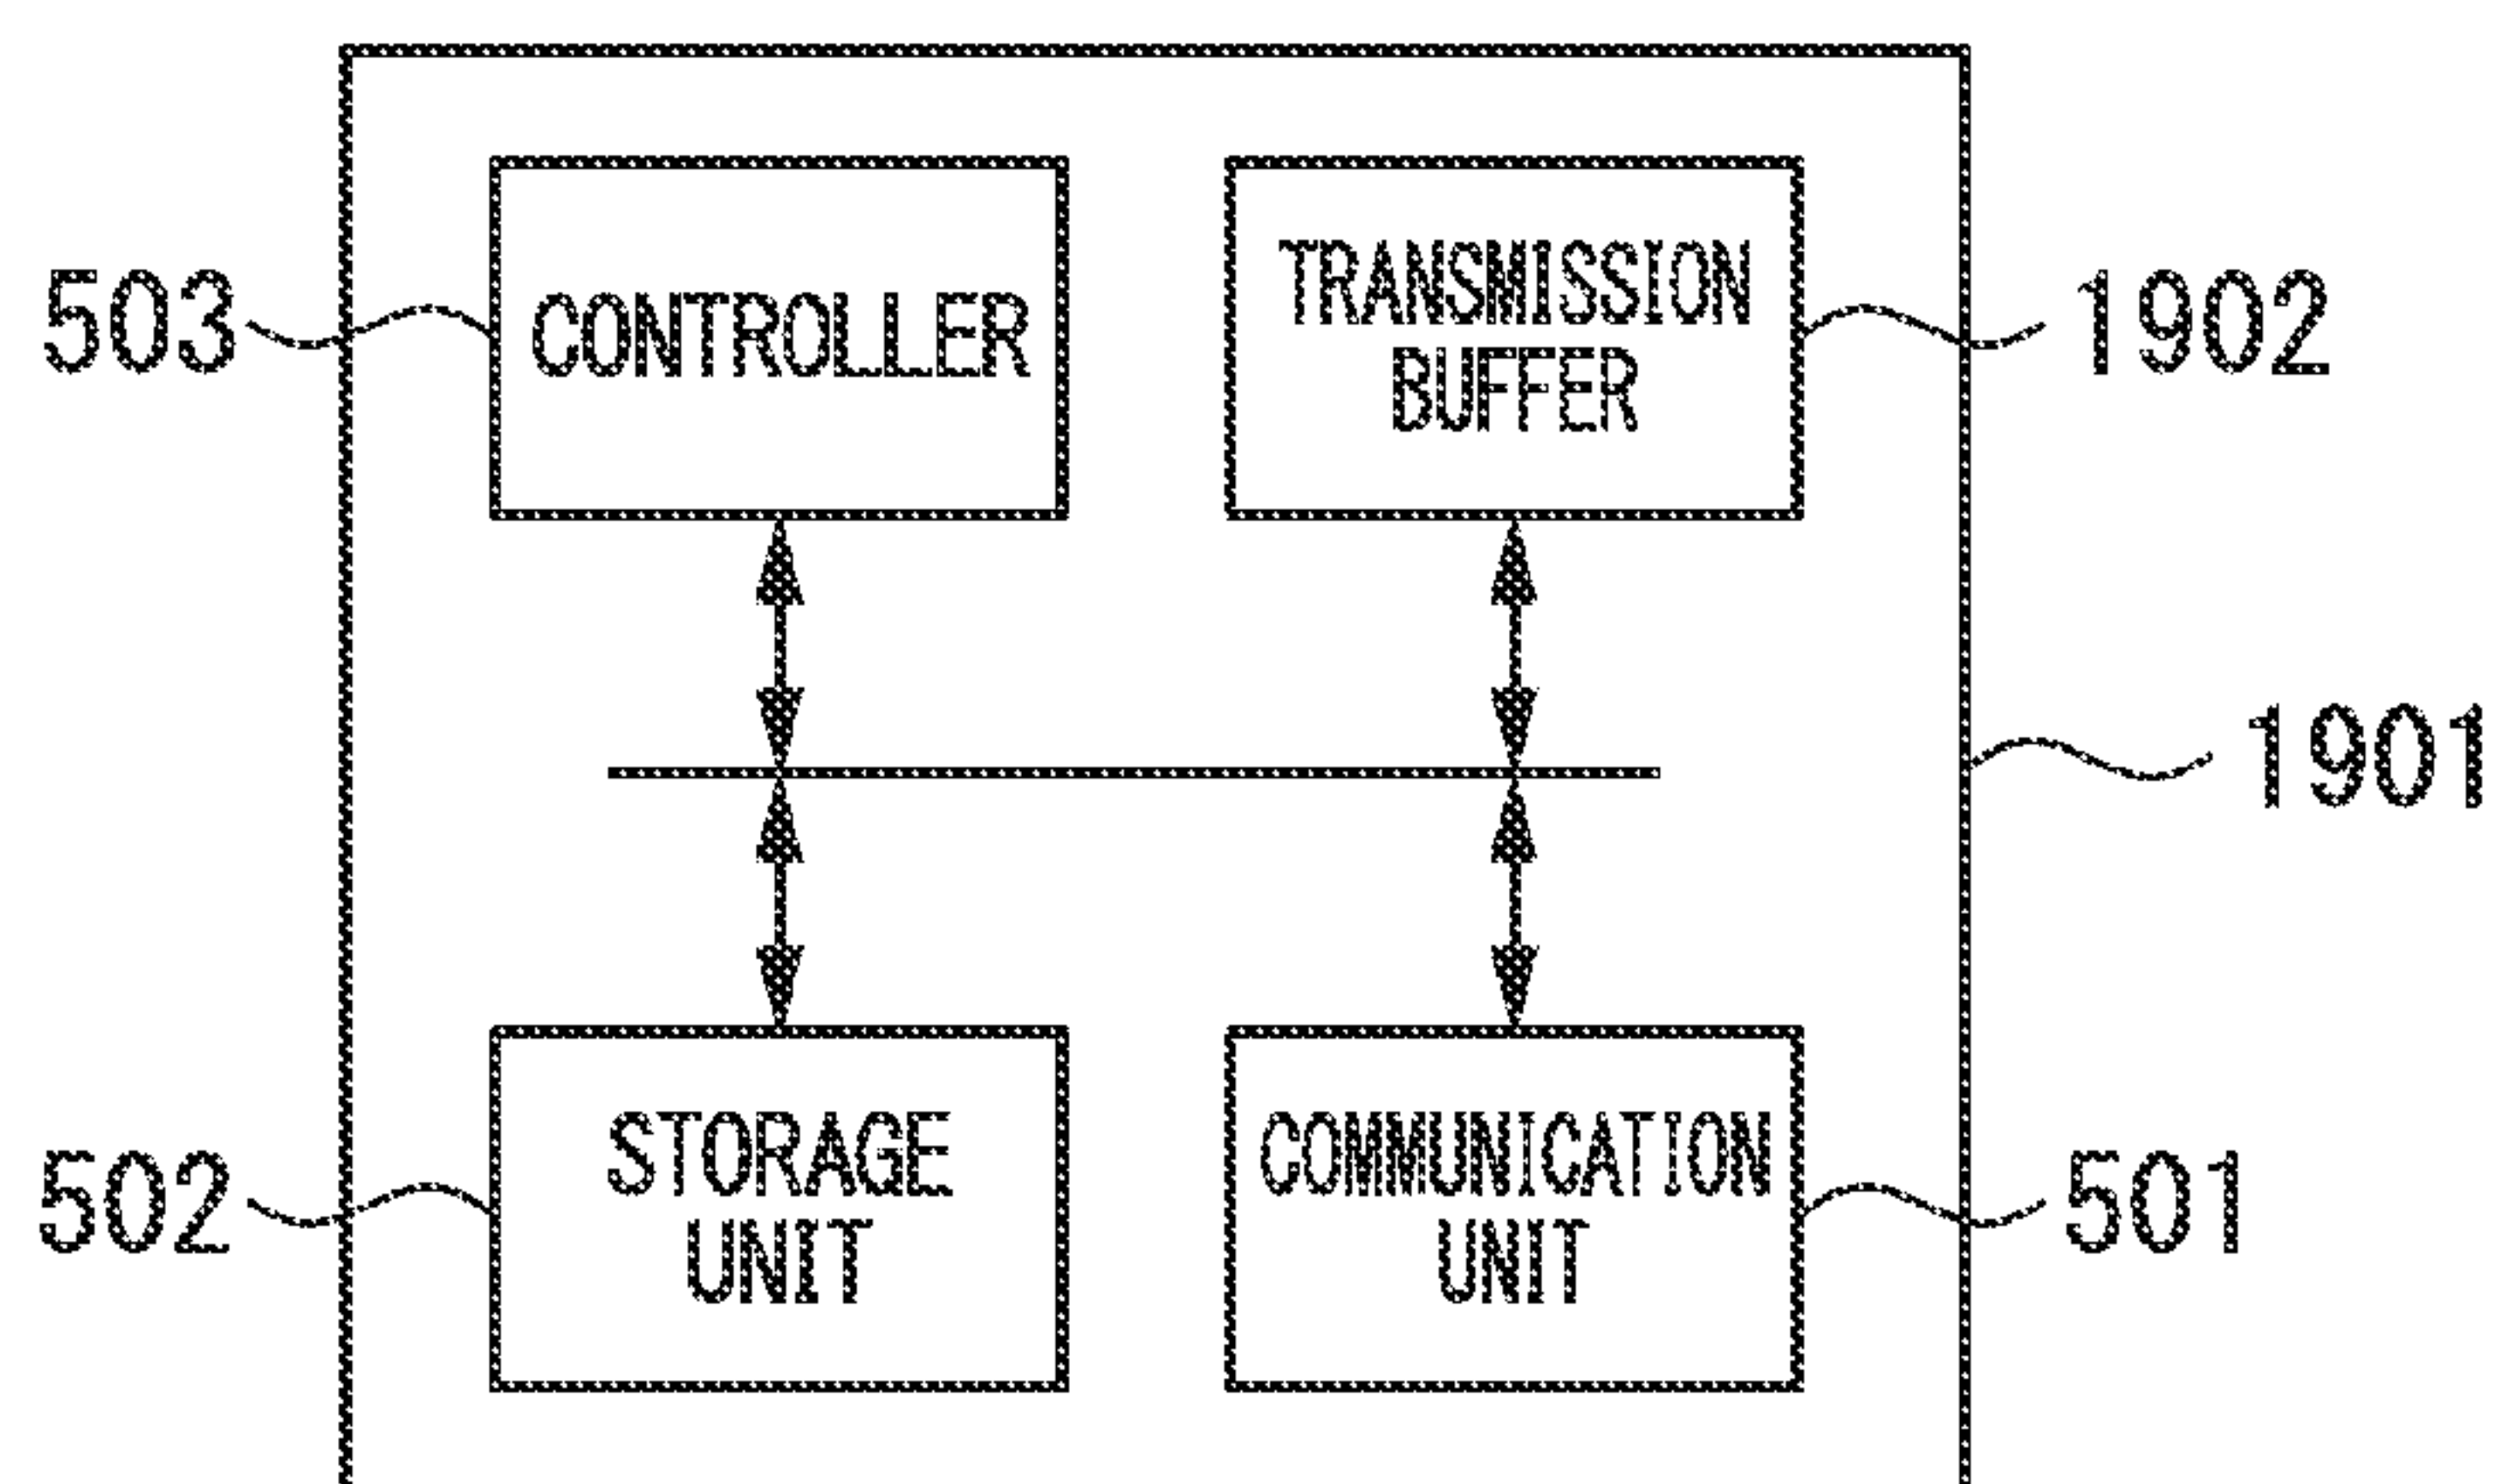 503
CONTROLLER
TRANSMISSION
BUFFER
1902
1901
502
STORAGE
UNIT
COMMUNICATION
UNIT
501